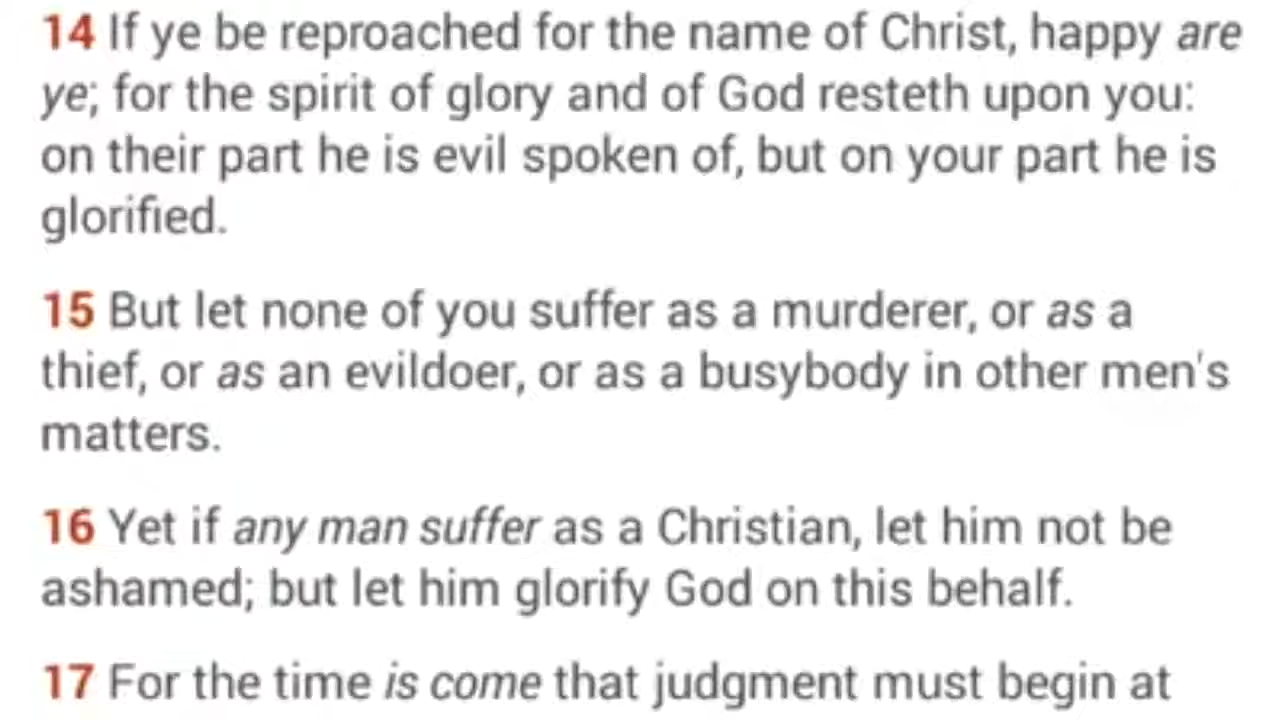 14 If ye be reproached for the name of Christ, happy are
ye; for the spirit of glory and of God resteth upon you:
on their part he is evil spoken of, but on your part he is
glorified.
15 But let none of you suffer as a murderer, or as a
thief, or as an evildoer, or as a busybody in other men's
matters.
16 Yet if any man suffer as a Christian, let him not be
ashamed; but let him glorify God on this behalf.
17 For the time is come that judgment must begin at